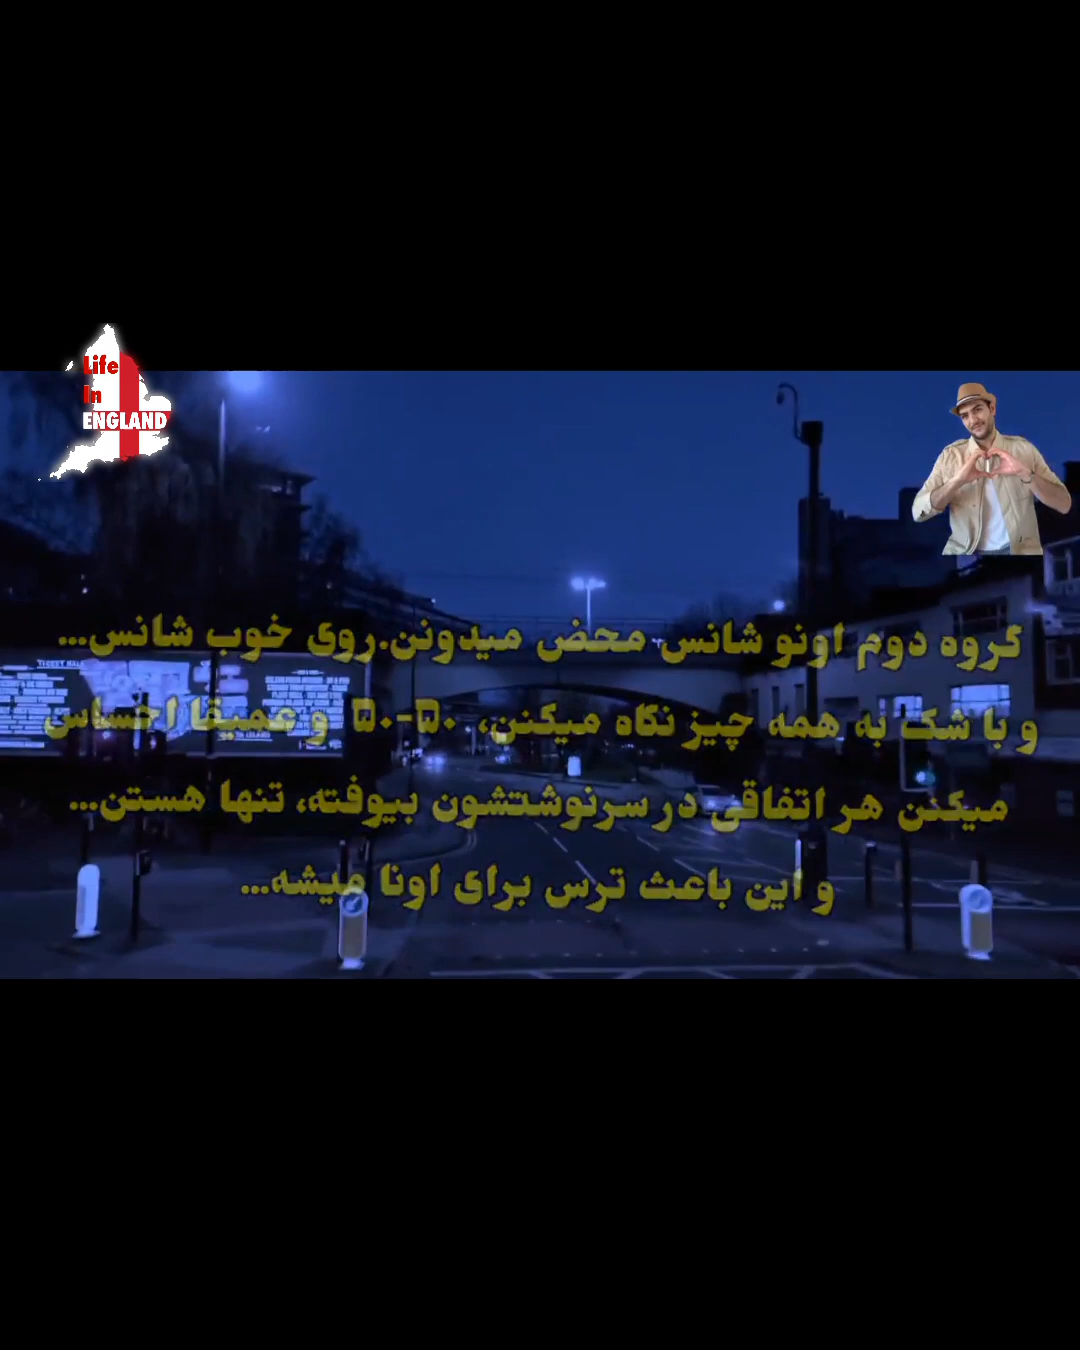 Life
In
ENGLAND
گروه دوم اونو شانس محض میدونن.روی خوب شانس...
و با شک به همه چیز نگاه میکنن، ۵۰-۵۰ و عمیقا احساس
میکنن هر اتفاقی در سرنوشتشون بیوفته، تنها هستن...
و این باعث ترس برای اونا میشه...